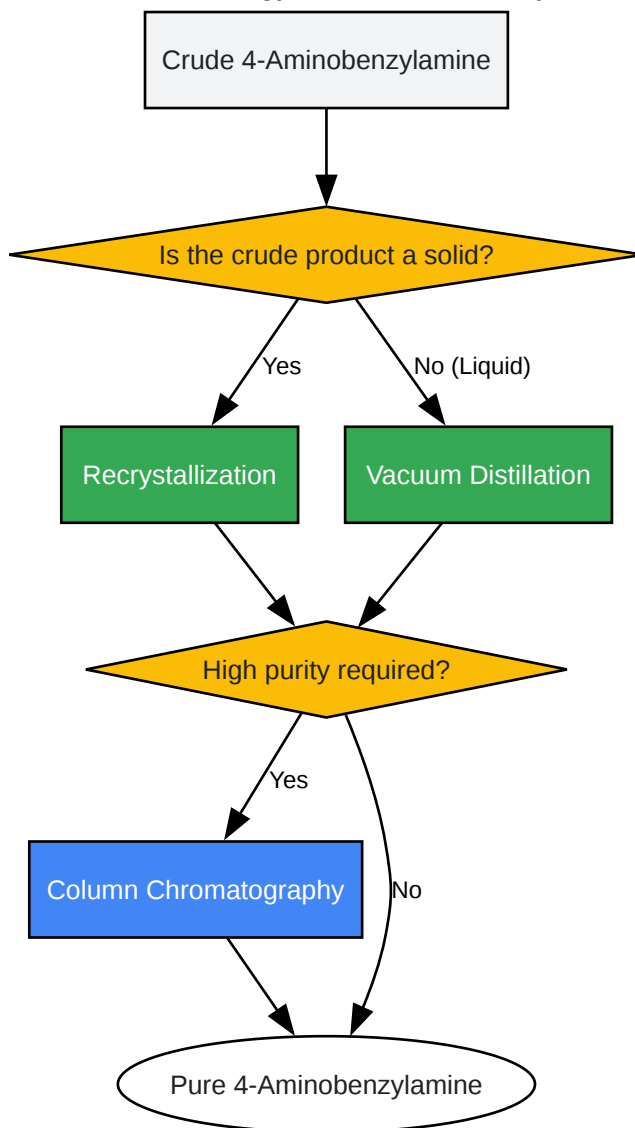 Crude 4-Aminobenzylamine
Is the crude product a solid?
Yes
No (Liquid)
Recrystallization
Vacuum Distillation
High purity required?
Yes
Column Chromatography
No
Pure 4-Aminobenzylamine